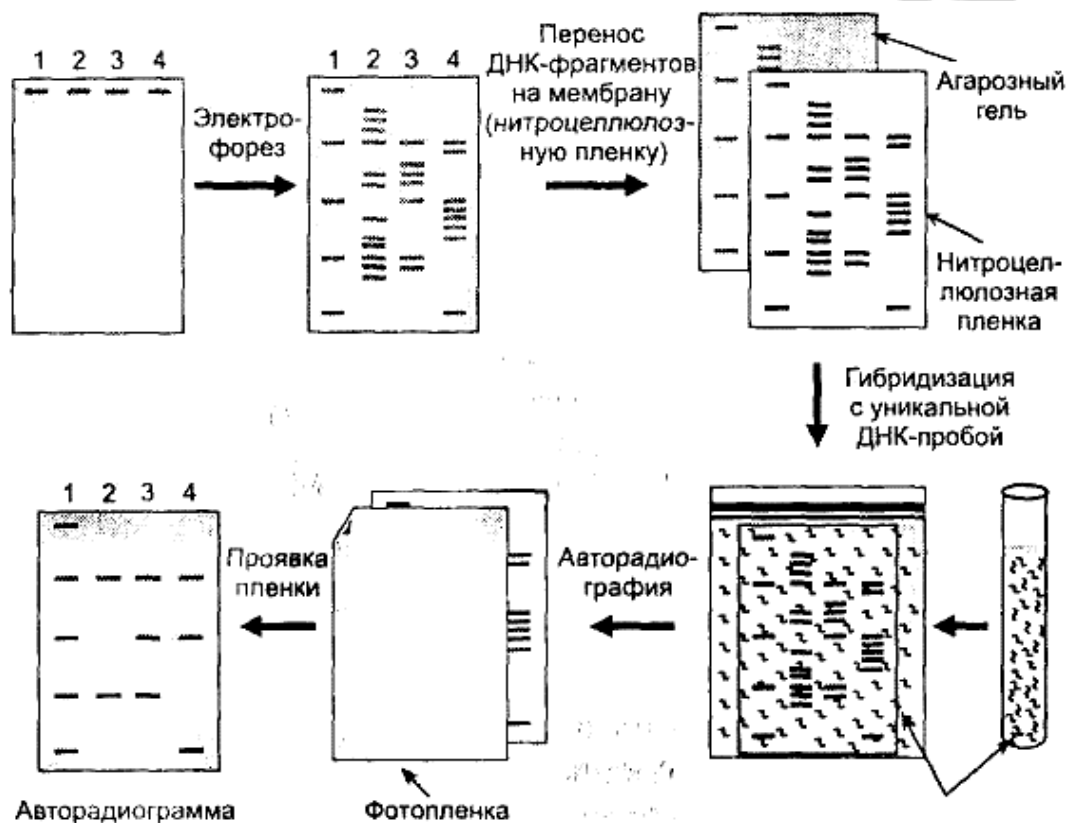 1 2 3 4
Электро-
форез
1 2 3 4
Перенос
ДНК-фрагментов
на мембрану
(нитроцеллюлоз-
ную пленку)
Агарозный
гель
Нитроцел-
люлозная
пленка
Гибридизация
с уникальной
ДНК-пробой
Авторадио-
графия
Фотопленка
Проявка
пленки
1 2 3 4
Авторадиограмма